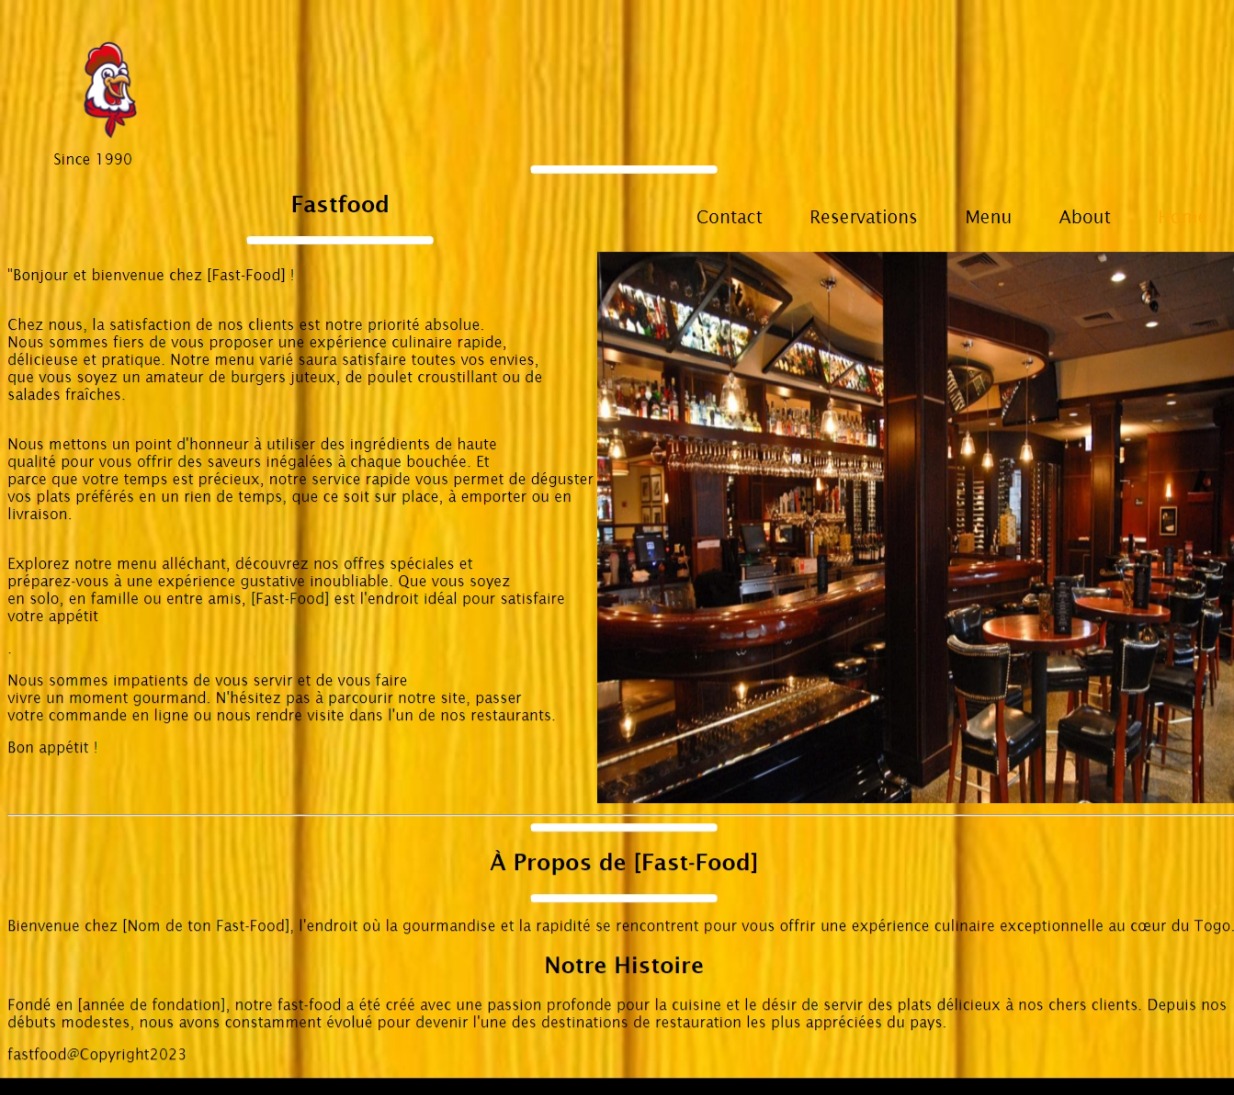 Since 1990
Fastfood
Contact
Reservations
Menu
About
"Bonjour et bienvenue chez [Fast-Food] !
Chez nous, la satisfaction de nos clients est notre priorité absolue.
Nous sommes fiers de vous proposer une expérience culinaire rapide,
délicieuse et pratique. Notre menu varié saura satisfaire toutes vos envies,
que vous soyez un amateur de burgers juteux, de poulet croustillant ou de
salades fraîches.
Nous mettons un point d'honneur à utiliser des ingrédients de haute
qualité pour vous offrir des saveurs inégalées à chaque bouchée. Et
parce que votre temps est précieux, notre service rapide vous permet de déguster
vos plats préférés en un rien de temps, que ce soit sur place, à emporter ou en
livraison.
Explorez notre menu alléchant, découvrez nos offres spéciales et
préparez-vous à une expérience gustative inoubliable. Que vous soyez
en solo, en famille ou entre amis, [Fast-Food] est l'endroit idéal pour satisfaire
votre appétit
.
Nous sommes impatients de vous servir et de vous faire
vivre un moment gourmand. N'hésitez pas à parcourir notre site, passer
votre commande en ligne ou nous rendre visite dans l'un de nos restaurants.
Bon appétit !
À Propos de [Fast-Food]
Bienvenue chez [Nom de ton Fast-Food], l'endroit où la gourmandise et la rapidité se rencontrent pour vous offrir une expérience culinaire exceptionnelle au cœur du Togo.
Notre Histoire
Fondé en [année de fondation], notre fast-food a été créé avec une passion profonde pour la cuisine et le désir de servir des plats délicieux à nos chers clients. Depuis nos
débuts modestes, nous avons constamment évolué pour devenir l'une des destinations de restauration les plus appréciées du pays.
fastfood@Copyright2023